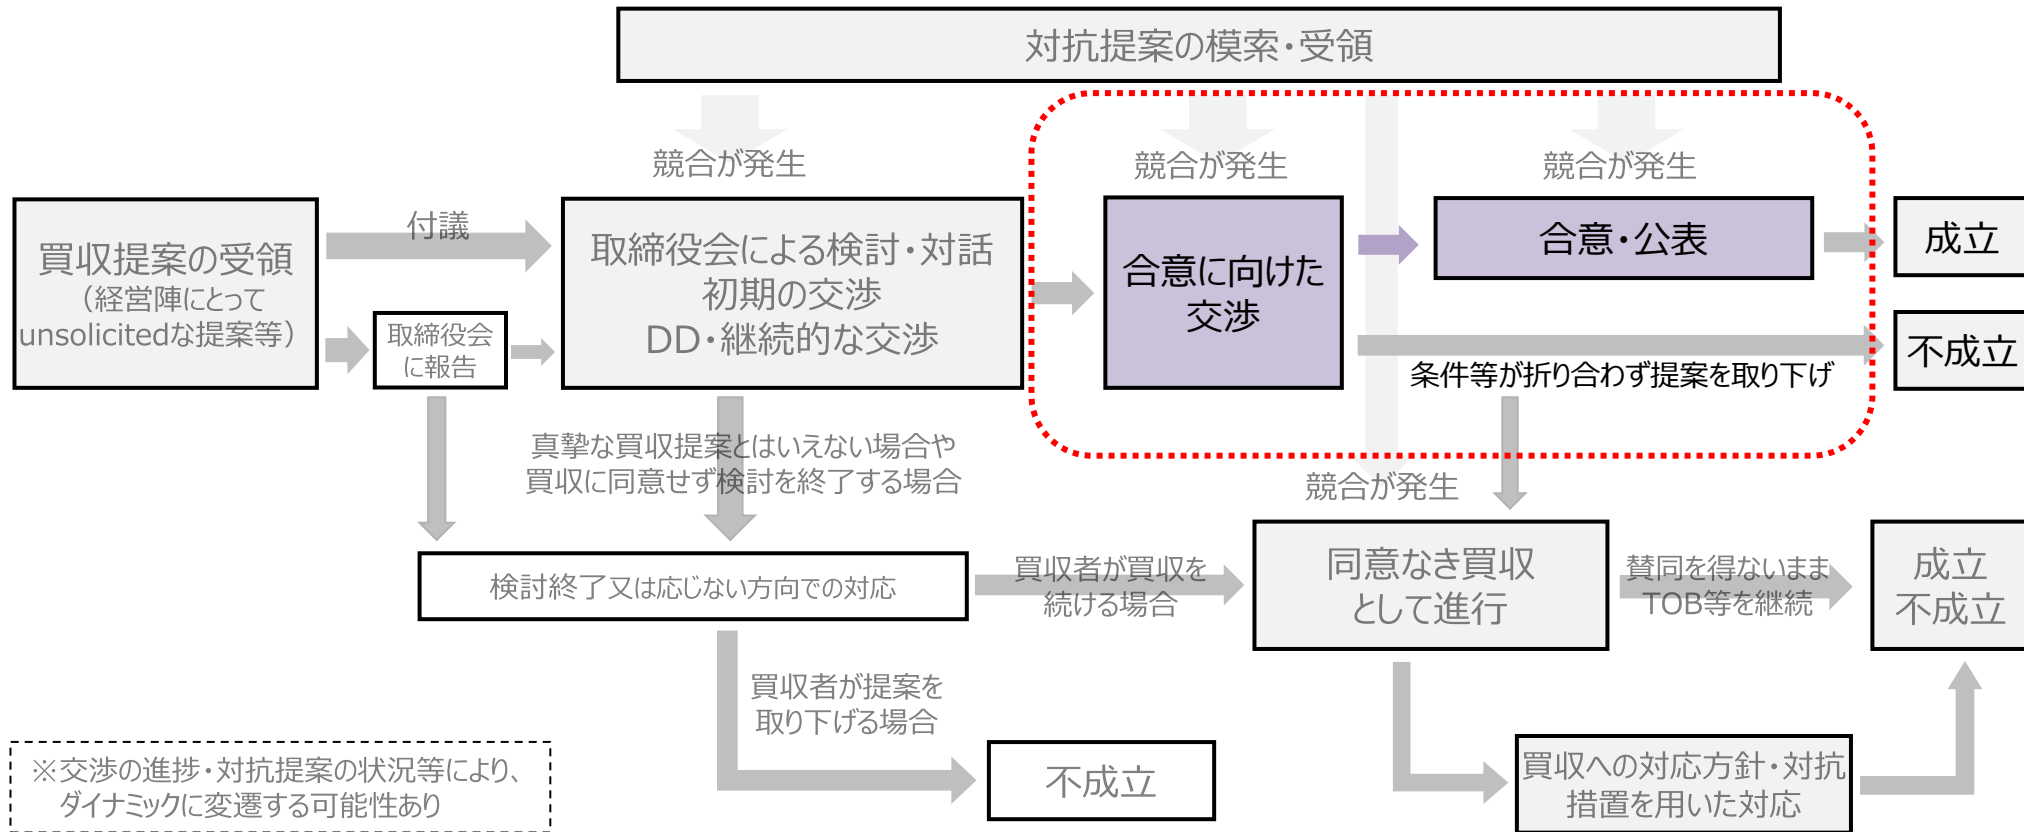 対抗提案の模索・受領
競合が発生
競合が発生
競合が発生
買収提案の受領
（経営陣にとって
unsolicitedな提案等）
付議
取締役会
に報告
取締役会による検討・対話
初期の交渉
DD・継続的な交渉
合意に向けた
交渉
合意・公表
成立
不成立
条件等が折り合わず提案を取り下げ
真摯な買収提案とはいえない場合や
買収に同意せず検討を終了する場合
競合が発生
検討終了又は応じない方向での対応
買収者が買収を
続ける場合
同意なき買収
として進行
賛同を得ないまま
TOB等を継続
成立
不成立
買収者が提案を
取り下げる場合
不成立
買収への対応方針・対抗
措置を用いた対応
※交渉の進捗・対抗提案の状況等により、
ダイナミックに変遷する可能性あり